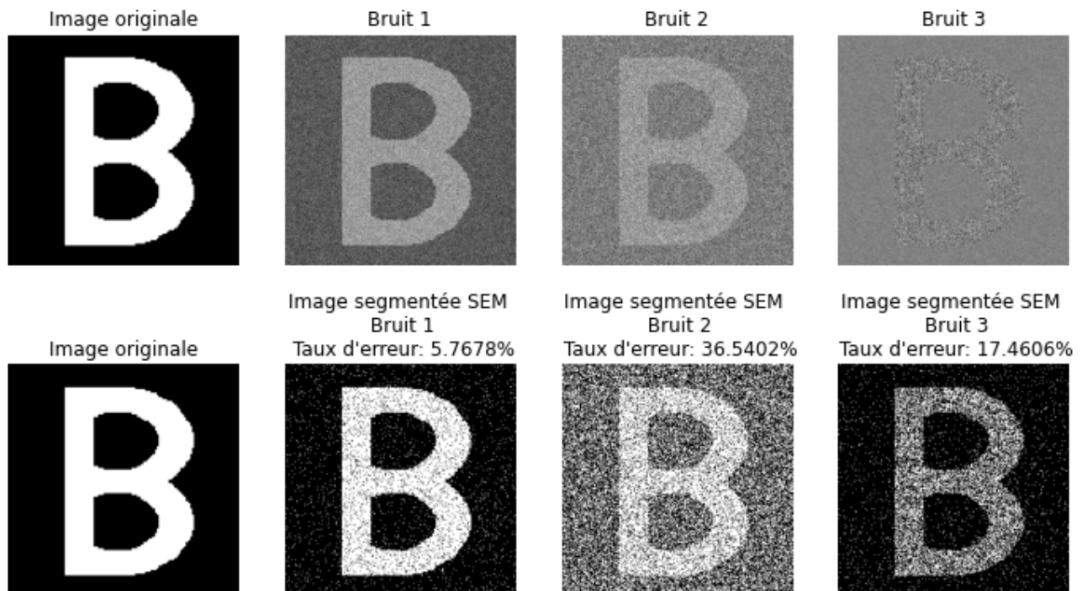 Image originale
Bruit 1
Bruit 2
Bruit 3
Image originale
Image segmentée SEM
Bruit 1
Taux d'erreur: 5.7678%
Image segmentée SEM
Bruit 2
Taux d'erreur: 36.5402%
Image segmentée SEM
Bruit 3
Taux d'erreur: 17.4606%
B
B
B
B
B
B
B
B